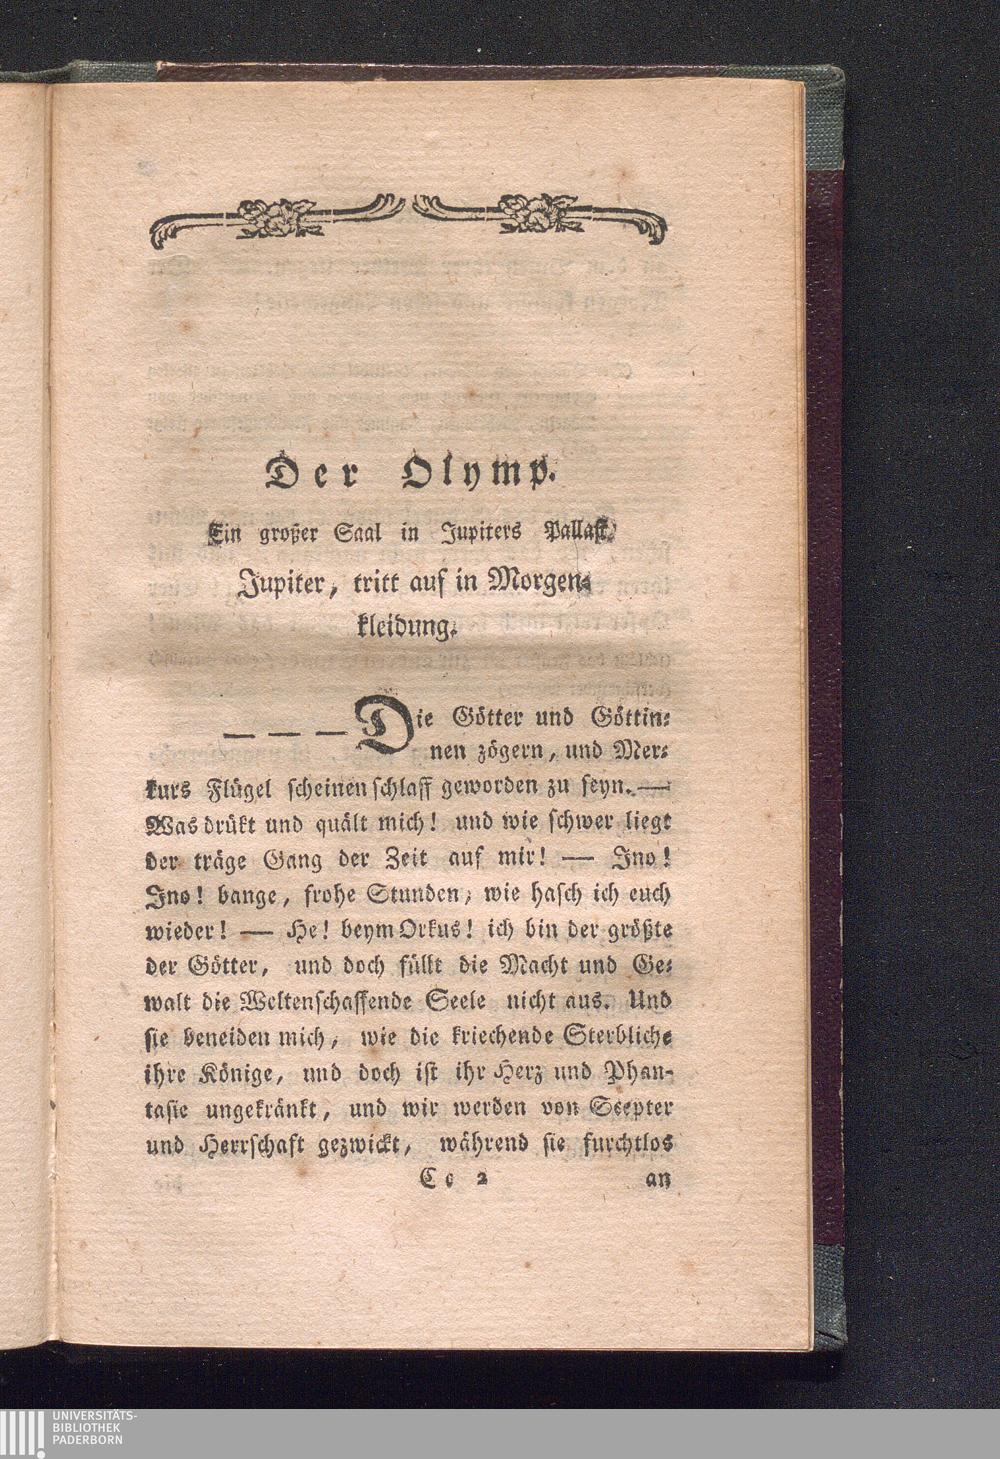 Der Olymp.
Ein großer Saal in Jupiters Pallast.
Jupiter, tritt auf in Morgen-
kleidung.
— — — Die Götter und Göttin-
nen zögern, und Mer-
kurs Flügel scheinen schlaff geworden zu seyn. —
Was drükt und quält mich! und wie schwer liegt
der träge Gang der Zeit auf mir! — Ino!
Ino! bange, frohe Stunden, wie hasch ich euch
wieder! — He! beym Orkus! ich bin der größte
der Götter, und doch füllt die Macht und Ge-
walt die Weltenschaffende Seele nicht aus. Und
sie beneiden mich, wie die kriechende Sterbliche
ihre Könige, und doch ist ihr Herz und Phan-
tasie ungekränkt, und wir werden von Scepter
und Herrschaft gezwickt, während sie furchtlos
Cc 2 an
UNIVERSITÄTS-
BIBLIOTHEK
PADERBORN